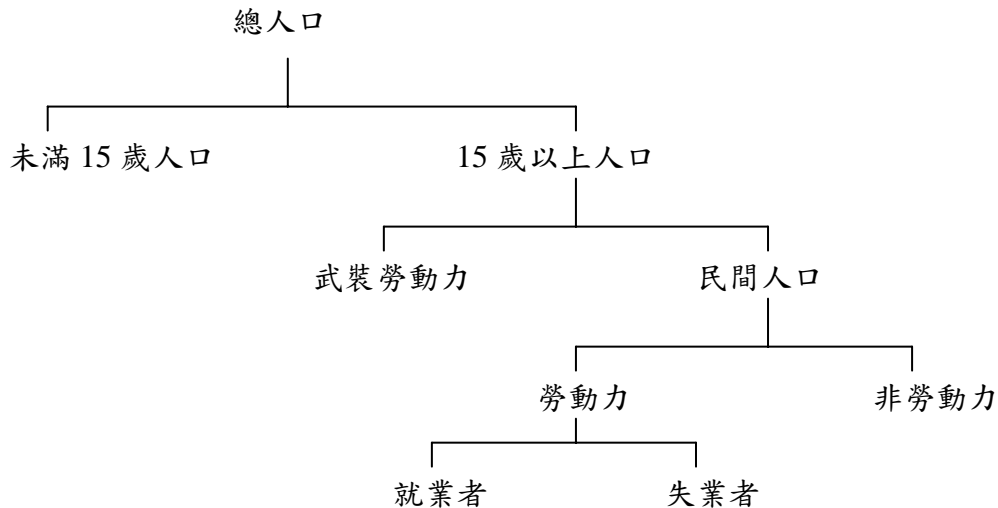 總人口
未滿 15 歲人口
15 歲以上人口
武裝勞動力
民間人口
勞動力
非勞動力
就業者
失業者